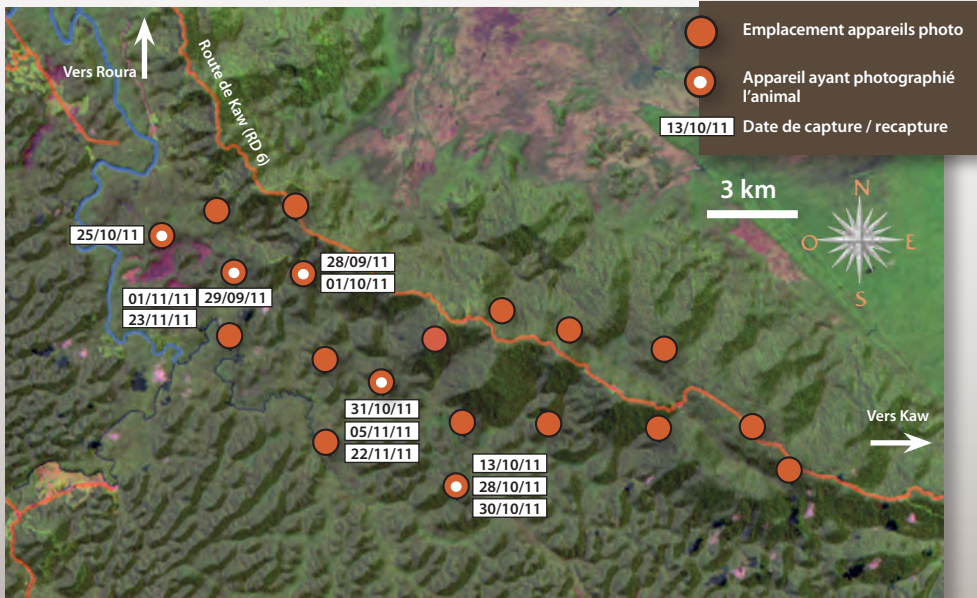 Emplacement appareils photo
Appareil ayant photographié
l'animal
13/10/11 Date de capture / recapture
Vers Roura
Route de Kaw (RD 6)
3 km
N
O E
S
25/10/11
28/09/11
01/10/11
01/11/11 29/09/11
23/11/11
31/10/11
05/11/11
22/11/11
Vers Kaw
13/10/11
28/10/11
30/10/11